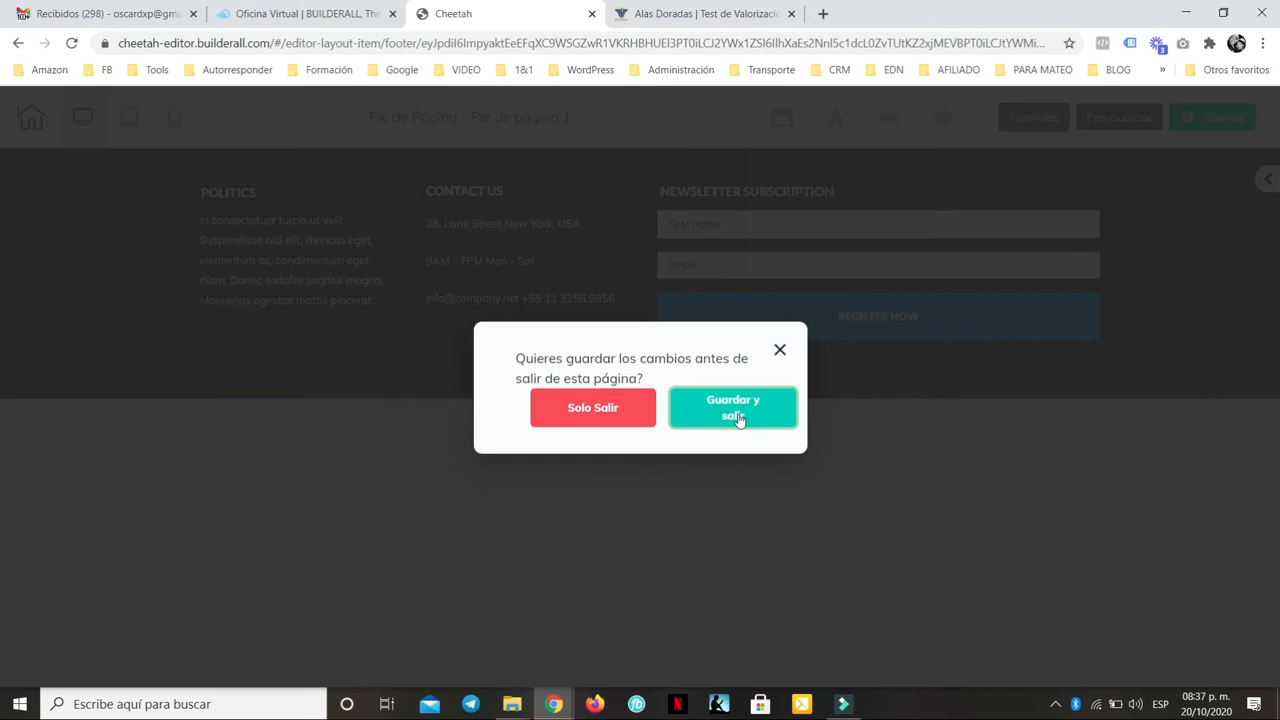 Recibidos (298) - oscardxp@gma
Oficina Virtual | BUILDERALL, The
Cheetah
Alas Doradas | Test de Valorizacio
cheetah-editor.builderall.com/#/editor-layout-item/footer/
3
Amazon FB Tools Autorresponder Formación Google VIDEO 1&1 WordPress Administración Transporte CRM EDN AFILIADO PARA MATEO BLOG » Otros favoritos
Pie de Página - Pie de pagina 1
Tutoriales Previsualizar Guardar
POLITICS
In consectetuer turpis ut velit.
Suspendisse nisl elit, rhoncus eget,
elementum ac, condimentum eget,
diam. Donec sodales sagittis magna.
Maecenas egestas mattis placerat.
CONTACT US
26, Lane Street New York, USA
9AM - 7PM Mon - Sat
info@company.net +55 11 3256.9856
NEWSLETTER SUBSCRIPTION
First name
Email
REGISTER NOW
Quieres guardar los cambios antes de
salir de esta página?
Solo Salir
Guardar y
salir
Escribe aquí para buscar
ESP
08:37 p. m.
20/10/2020